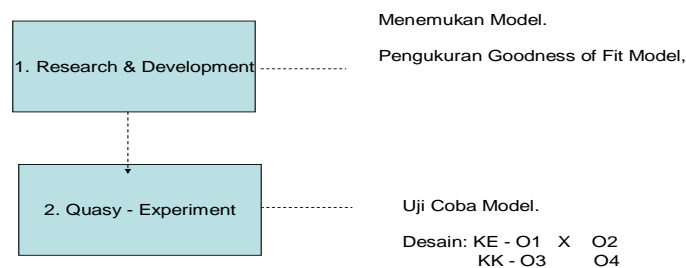 Menemukan Model.
1. Research & Development
Pengukuran Goodness of Fit Model,
2. Quasy - Experiment
Uji Coba Model.
Desain: KE - O1 X O2
KK - O3 O4